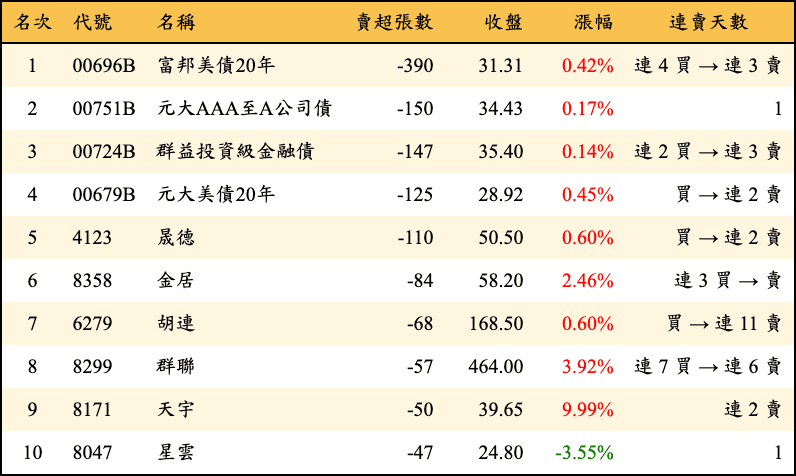 名次 代號 名稱 賣超張數 收盤 漲幅 連賣天數
1 00696B 富邦美債20年 -390 31.31 0.42% 連 4 買 → 連 3 賣
2 00751B 元大AAA至A公司債 -150 34.43 0.17% 1
3 00724B 群益投資級金融債 -147 35.40 0.14% 連 2 買 → 連 3 賣
4 00679B 元大美債20年 -125 28.92 0.45% 買 → 連 2 賣
5 4123 晟德 -110 50.50 0.60% 買 → 連 2 賣
6 8358 金居 -84 58.20 2.46% 連 3 買 → 賣
7 6279 胡連 -68 168.50 0.60% 買 → 連 11 賣
8 8299 群聯 -57 464.00 3.92% 連 7 買 → 連 6 賣
9 8171 天宇 -50 39.65 9.99% 連 2 賣
10 8047 星雲 -47 24.80 -3.55% 1